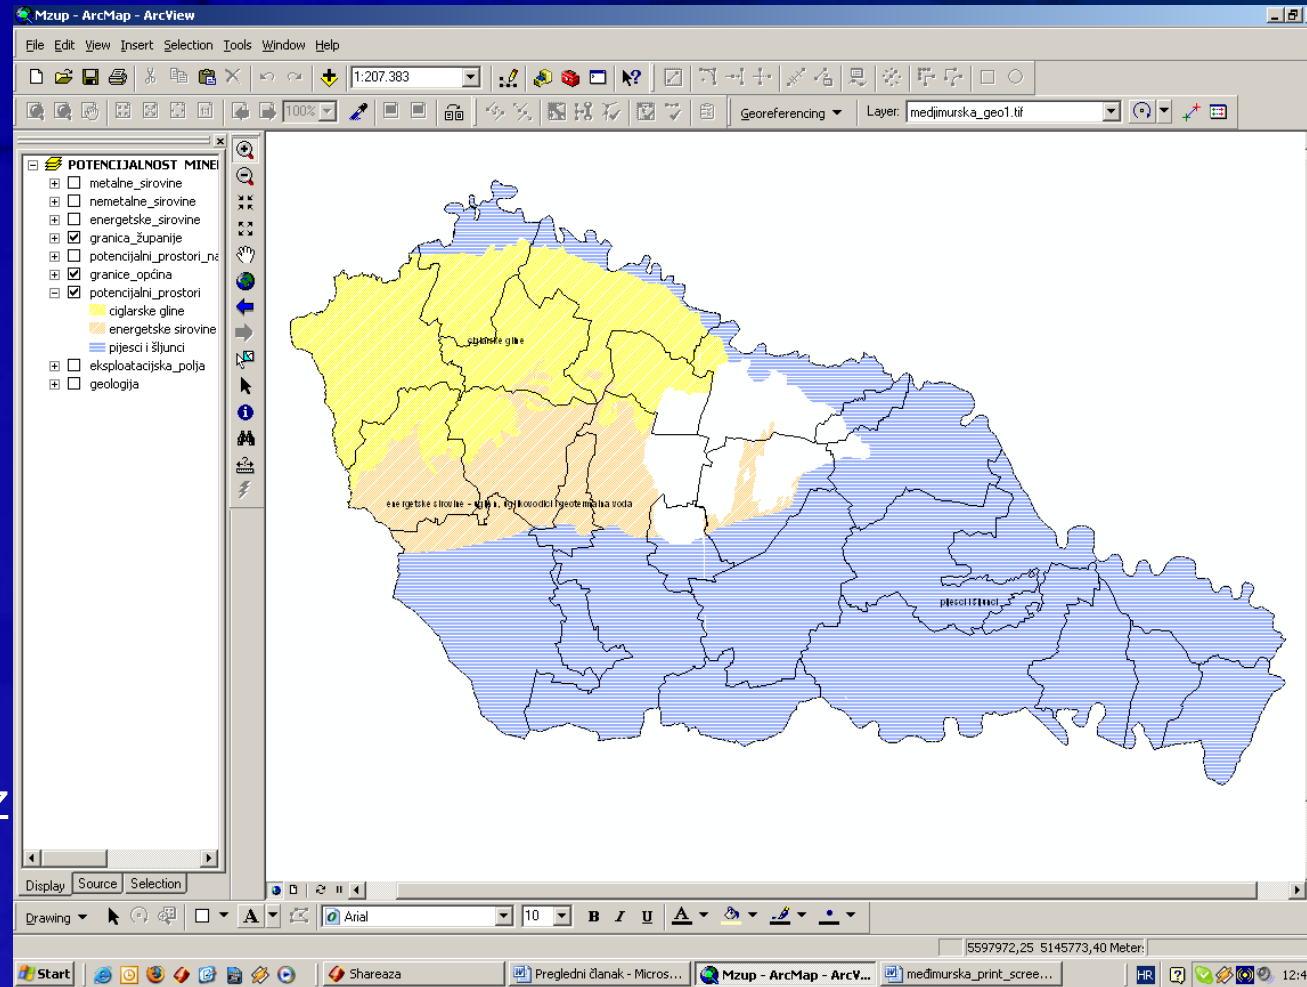 Mzup - ArcMap - ArcView
File Edit View Insert Selection Tools Window Help
1:207.383
100% Georeferencing Layer: medjimurska_geo1.tif
POTENCIJALNOST MINE
metalne_sirovine
nemetalne_sirovine
energetske_sirovine
granica_županije
potencijalni_prostori_na
granice_općina
potencijalni_prostori
ciglarske gline
energetske sirovine
pijesci i šljunci
eksploatacijska_polja
geologija
ciglarske gline
energetske sirovine - ugljen, ugljikovodici i geotermalna voda
pijesci i šljunci
z
Display Source Selection
Drawing A Arial 10 B I U A
5597972,25 5145773,40 Meter:
Start Shareaza Pregledni članak - Micros... Mzup - ArcMap - ArcV... međimurska_print_scree... HR 12:4